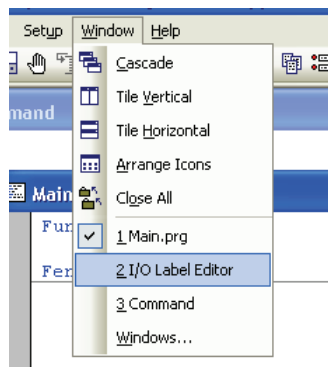 Setup Window Help
Cascade
mand
Tile Vertical
Tile Horizontal
Arrange Icons
Main
Close All
Fun
1 Main.prg
Fen
2 I/O Label Editor
3 Command
Windows...